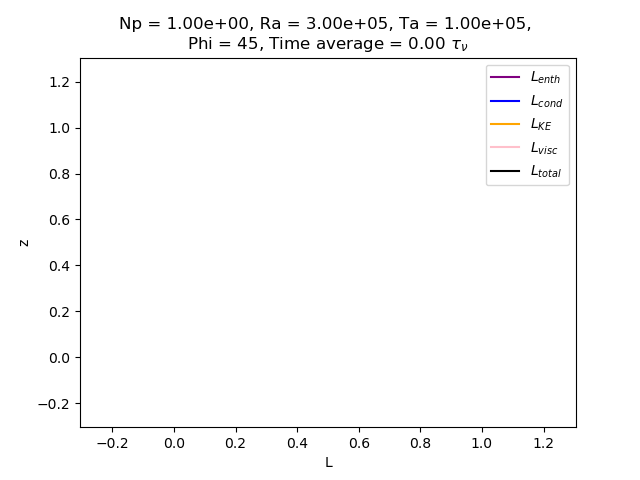 Np = 1.00e+00, Ra = 3.00e+05, Ta = 1.00e+05,
Phi = 45, Time average = 0.00 τν
L_enth
L_cond
L_KE
L_visc
L_total
1.2
1.0
0.8
0.6
0.4
0.2
0.0
−0.2
z
−0.2 0.0 0.2 0.4 0.6 0.8 1.0 1.2
L